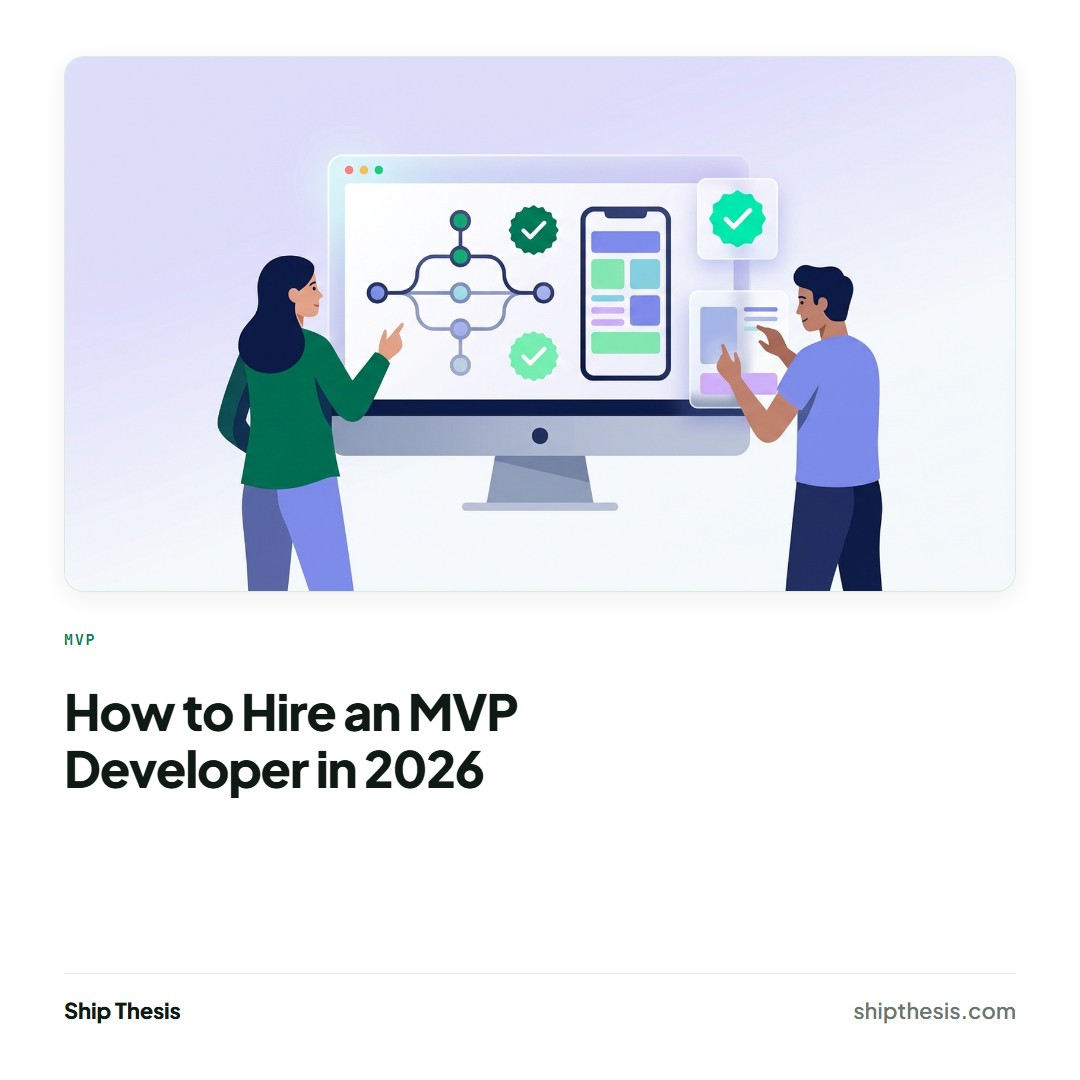 MVP
How to Hire an MVP
Developer in 2026
Ship Thesis
shipthesis.com